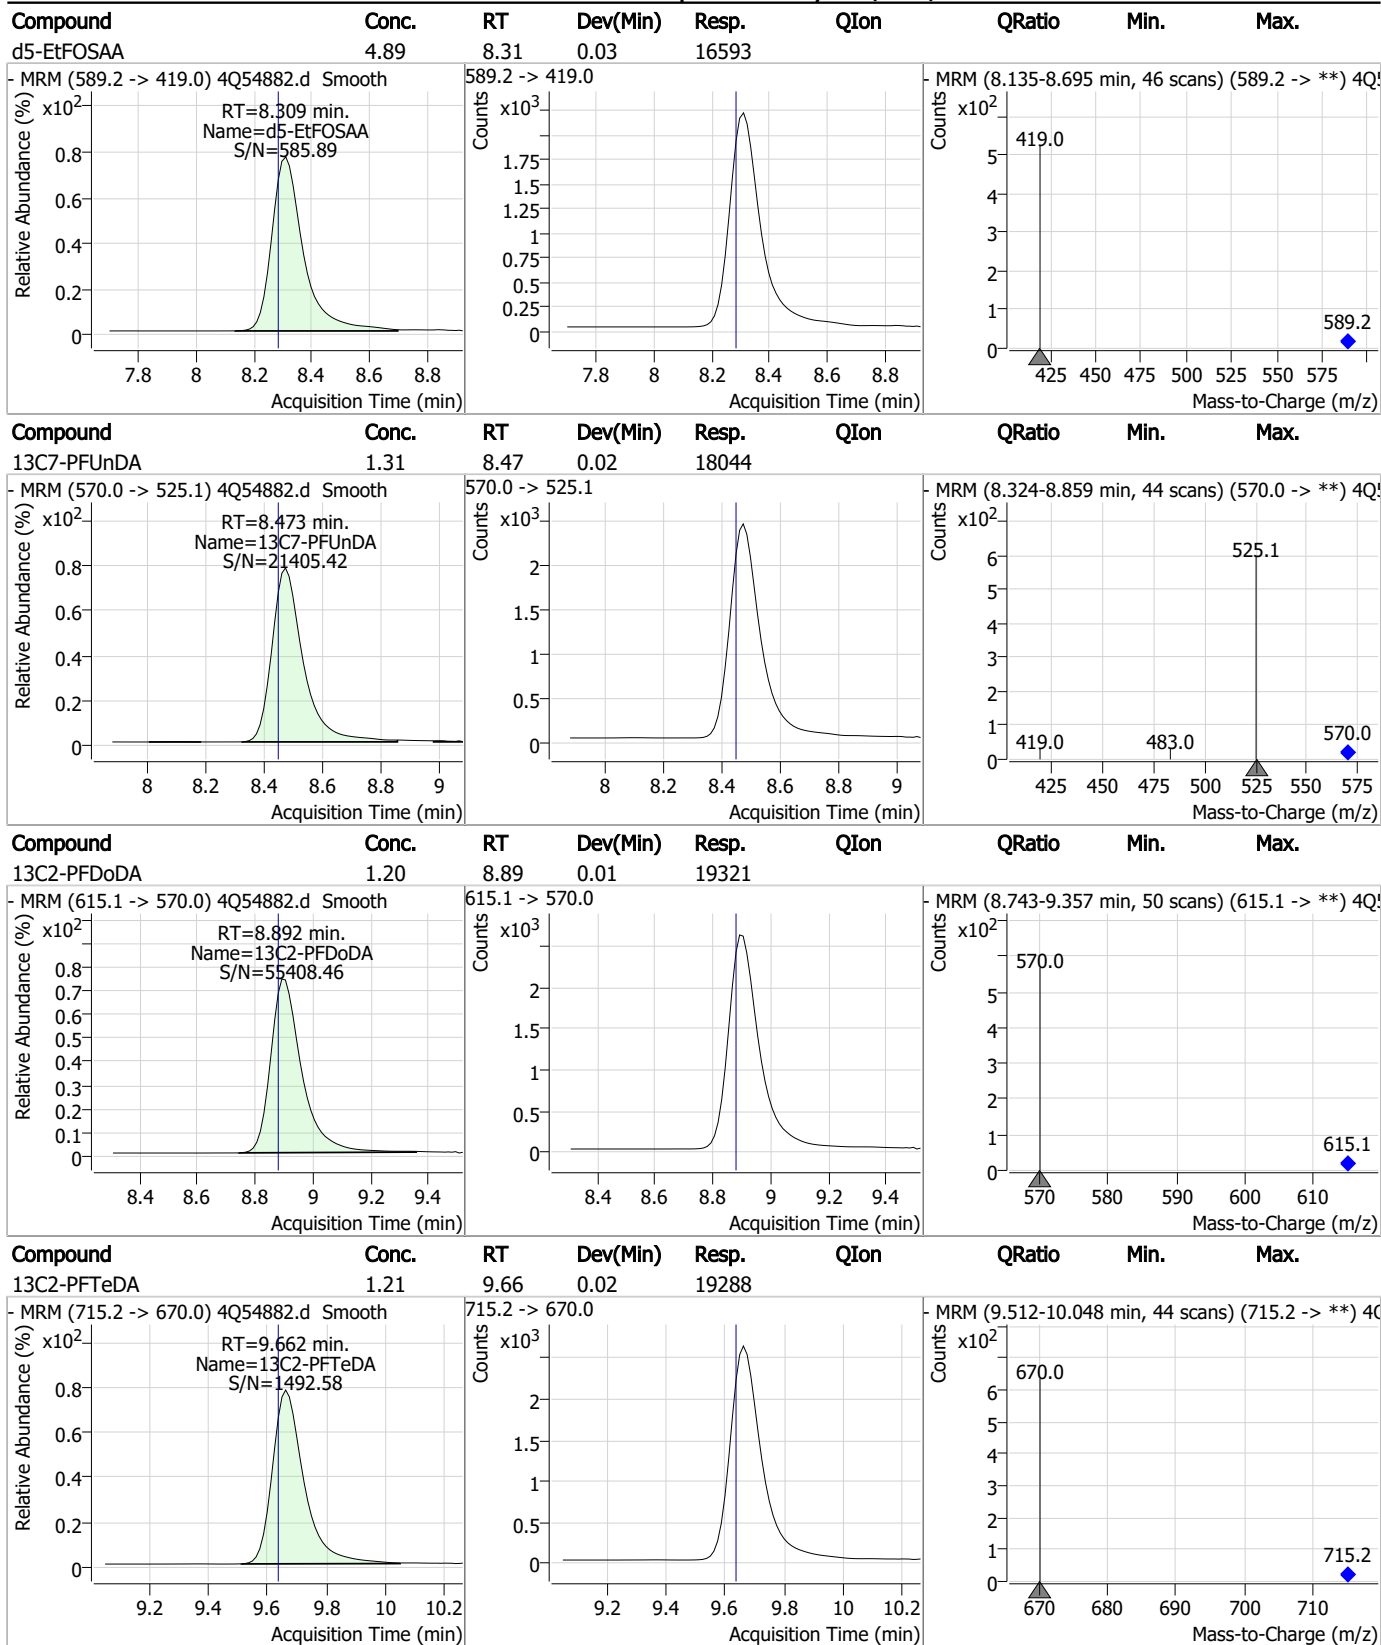 Compound Conc. RT Dev(Min) Resp. QIon QRatio Min. Max.
d5-EtFOSAA 4.89 8.31 0.03 16593
- MRM (589.2 -> 419.0) 4Q54882.d Smooth
589.2 -> 419.0
- MRM (8.135-8.695 min, 46 scans) (589.2 -> **) 4Q5
Relative Abundance (%)
x10²
RT=8.309 min.
Name=d5-EtFOSAA
S/N=585.89
0.8
0.6
0.4
0.2
0
7.8 8 8.2 8.4 8.6 8.8
Acquisition Time (min)
Counts
x10³
1.75
1.5
1.25
1
0.75
0.5
0.25
0
7.8 8 8.2 8.4 8.6 8.8
Acquisition Time (min)
Counts
x10²
419.0
5
4
3
2
1
0
589.2
425 450 475 500 525 550 575
Mass-to-Charge (m/z)
Compound Conc. RT Dev(Min) Resp. QIon QRatio Min. Max.
13C7-PFUnDA 1.31 8.47 0.02 18044
- MRM (570.0 -> 525.1) 4Q54882.d Smooth
570.0 -> 525.1
- MRM (8.324-8.859 min, 44 scans) (570.0 -> **) 4Q5
Relative Abundance (%)
x10²
RT=8.473 min.
Name=13C7-PFUnDA
S/N=21405.42
0.8
0.6
0.4
0.2
0
8 8.2 8.4 8.6 8.8 9
Acquisition Time (min)
Counts
x10³
2
1.5
1
0.5
0
8 8.2 8.4 8.6 8.8 9
Acquisition Time (min)
Counts
x10²
525.1
6
5
4
3
2
1
0
419.0 483.0 570.0
425 450 475 500 525 550 575
Mass-to-Charge (m/z)
Compound Conc. RT Dev(Min) Resp. QIon QRatio Min. Max.
13C2-PFDoDA 1.20 8.89 0.01 19321
- MRM (615.1 -> 570.0) 4Q54882.d Smooth
615.1 -> 570.0
- MRM (8.743-9.357 min, 50 scans) (615.1 -> **) 4Q5
Relative Abundance (%)
x10²
RT=8.892 min.
Name=13C2-PFDoDA
S/N=55408.46
0.8
0.7
0.6
0.5
0.4
0.3
0.2
0.1
0
8.4 8.6 8.8 9 9.2 9.4
Acquisition Time (min)
Counts
x10³
2
1.5
1
0.5
0
8.4 8.6 8.8 9 9.2 9.4
Acquisition Time (min)
Counts
x10²
570.0
5
4
3
2
1
0
615.1
570 580 590 600 610
Mass-to-Charge (m/z)
Compound Conc. RT Dev(Min) Resp. QIon QRatio Min. Max.
13C2-PFTeDA 1.21 9.66 0.02 19288
- MRM (715.2 -> 670.0) 4Q54882.d Smooth
715.2 -> 670.0
- MRM (9.512-10.048 min, 44 scans) (715.2 -> **) 4Q
Relative Abundance (%)
x10²
RT=9.662 min.
Name=13C2-PFTeDA
S/N=1492.58
0.8
0.6
0.4
0.2
0
9.2 9.4 9.6 9.8 10 10.2
Acquisition Time (min)
Counts
x10³
2
1.5
1
0.5
0
9.2 9.4 9.6 9.8 10 10.2
Acquisition Time (min)
Counts
x10²
670.0
6
5
4
3
2
1
0
715.2
670 680 690 700 710
Mass-to-Charge (m/z)